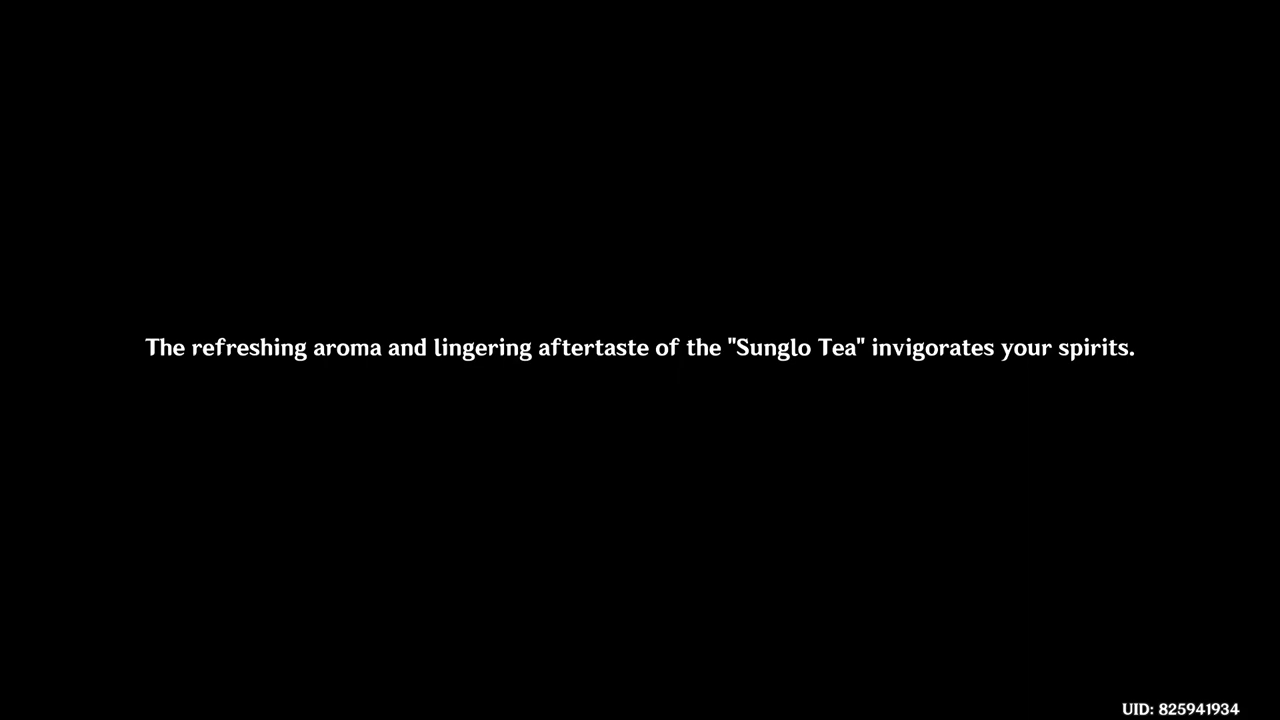 The refreshing aroma and lingering aftertaste of the "Sunglo Tea" invigorates your spirits.
UID: 825941934